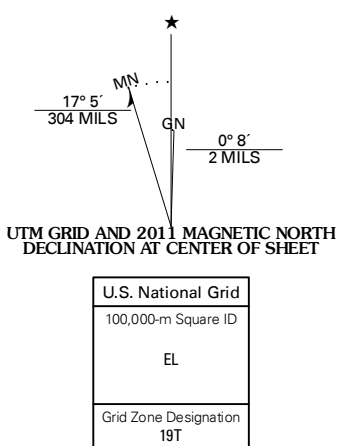 ★
MN
17° 5´
304 MILS
GN
0° 8´
2 MILS
UTM GRID AND 2011 MAGNETIC NORTH
DECLINATION AT CENTER OF SHEET
U.S. National Grid
100,000-m Square ID
EL
Grid Zone Designation
19T